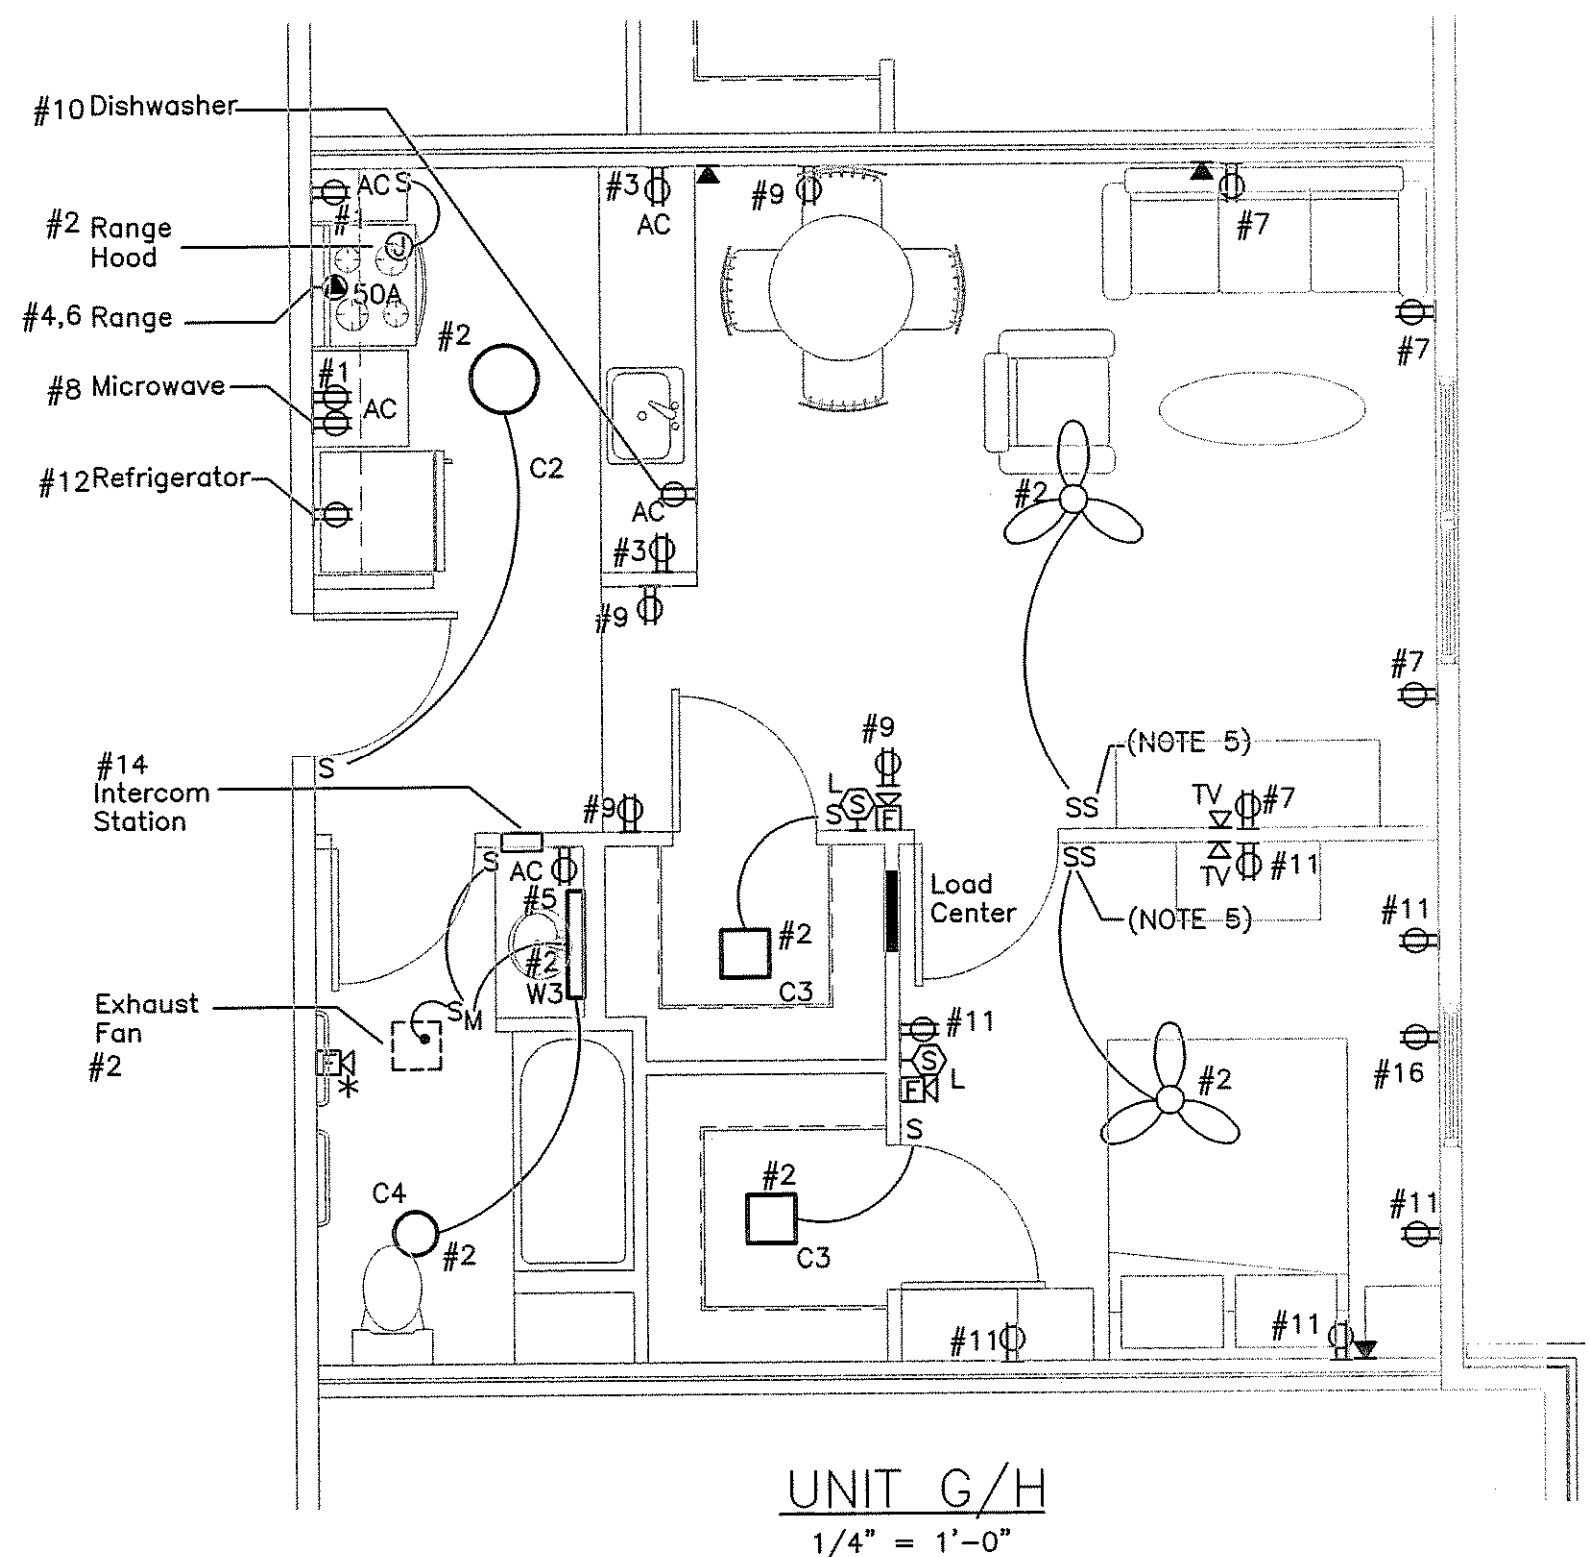 #10 Dishwasher
AC S
#1
#3
AC
#9
#7
#2 Range
Hood
J
50A
#4,6 Range
#2
#7
#1
#8 Microwave
AC
C2
#12 Refrigerator
AC
#2
#3
#9
#7
S
#14
Intercom
Station
#9
#9
L
S
S
F
(NOTE 5)
SS
TV
#7
S
AC
#5
#2
W3
Load
Center
SS
TV
#11
(NOTE 5)
#11
#2
C3
Exhaust
Fan
#2
S
M
F
*
#11
S
F
L
S
#16
#2
C4
#2
#2
C3
#11
#11
#11
UNIT G/H
1/4" = 1'-0"